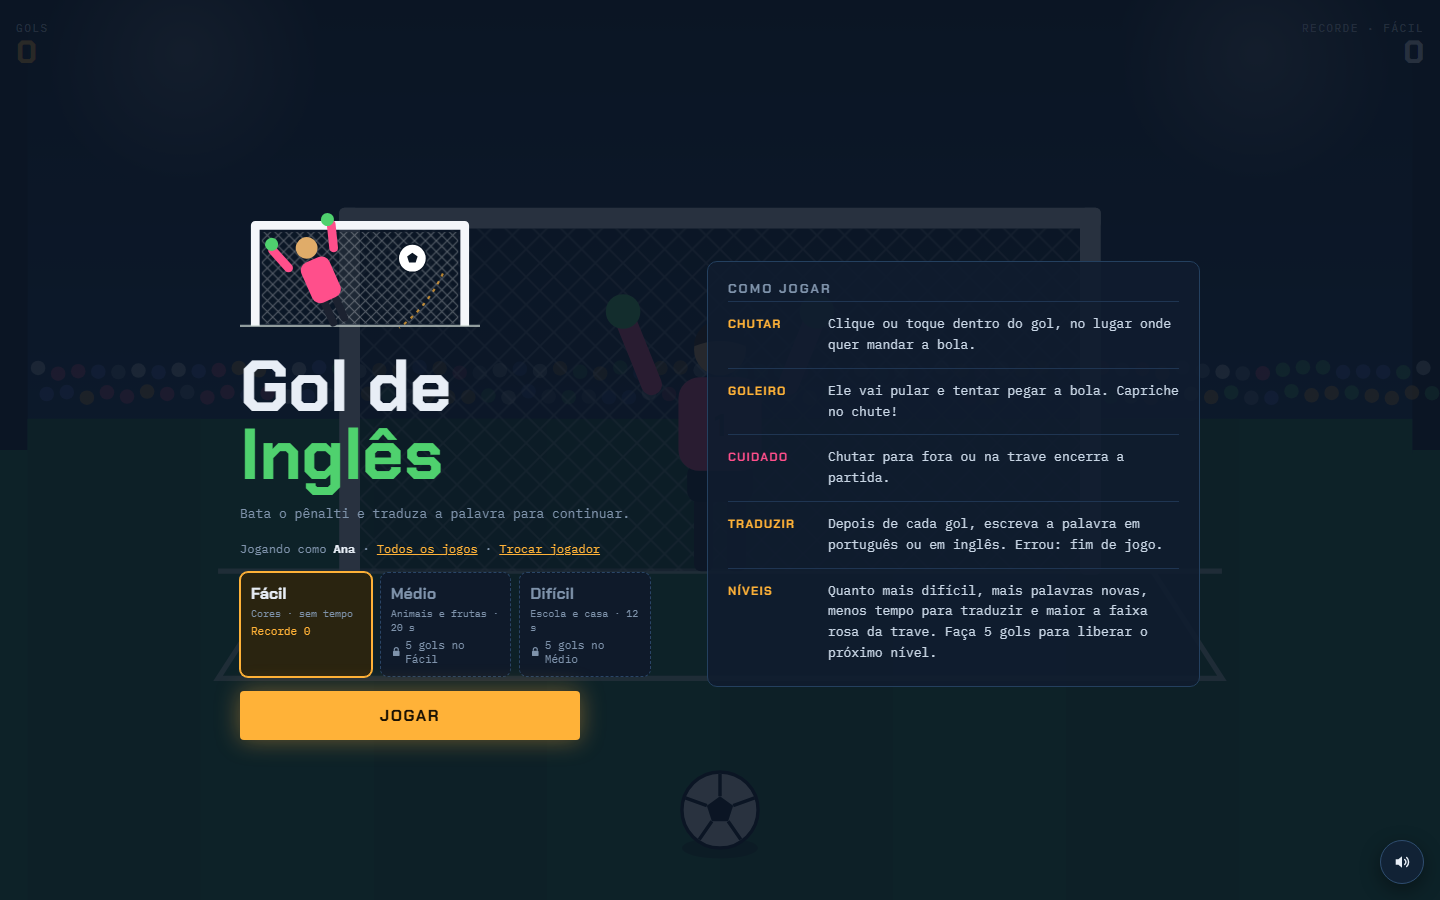 GOLS
0
RECORDE · FÁCIL
0
Gol de
Inglês
Bata o pênalti e traduza a palavra para continuar.
Jogando como Ana · Todos os jogos · Trocar jogador
Fácil
Cores · sem tempo
Recorde 0
Médio
Animais e frutas ·
20 s
5 gols no
Fácil
Difícil
Escola e casa · 12
s
5 gols no
Médio
JOGAR
COMO JOGAR
CHUTAR
Clique ou toque dentro do gol, no lugar onde
quer mandar a bola.
GOLEIRO
Ele vai pular e tentar pegar a bola. Capriche
no chute!
CUIDADO
Chutar para fora ou na trave encerra a
partida.
TRADUZIR
Depois de cada gol, escreva a palavra em
português ou em inglês. Errou: fim de jogo.
NÍVEIS
Quanto mais difícil, mais palavras novas,
menos tempo para traduzir e maior a faixa
rosa da trave. Faça 5 gols para liberar o
próximo nível.